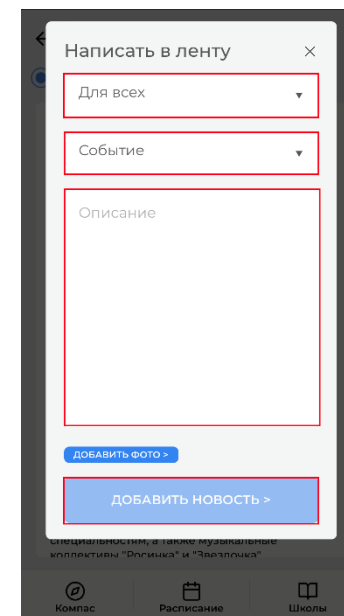 Написать в ленту ×
Для всех
Событие
Описание
ДОБАВИТЬ ФОТО >
ДОБАВИТЬ НОВОСТЬ >
специальностям, а также музыкальные
коллективы "Росинка" и "Звездочка"
Компас Расписание Школы